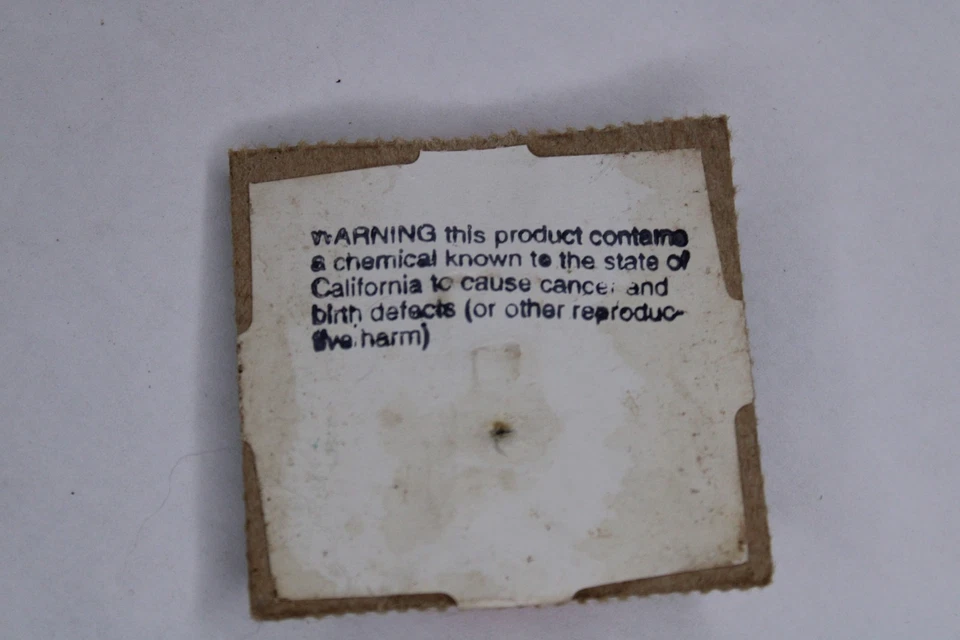 WARNING this product contains
a chemical known to the state of
California to cause cancer and
birth defects (or other reproduc-
tive harm)